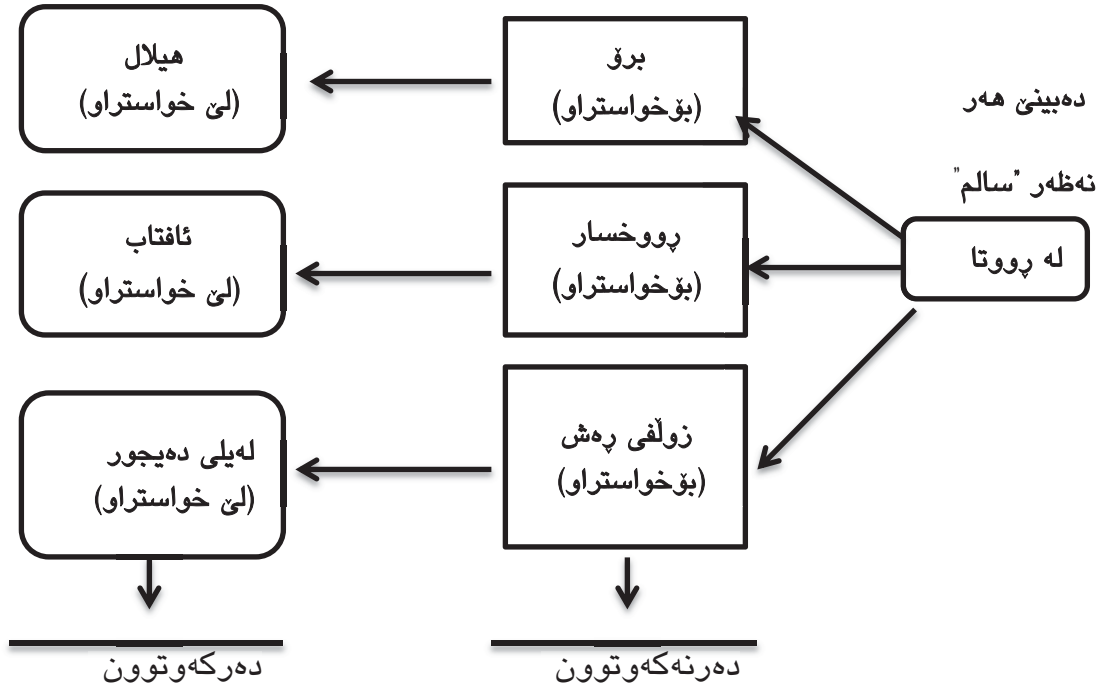 دەبینێ هەر
نەظەر "سالم"
لە ڕووتا
برۆ
(بۆخواستراو)
هیلال
(لێ خواستراو)
ڕووخسار
(بۆخواستراو)
ئافتاب
(لێ خواستراو)
زوڵفی ڕەش
(بۆخواستراو)
لەیلی دەیجور
(لێ خواستراو)
دەرنەکەوتوون
دەرکەوتوون